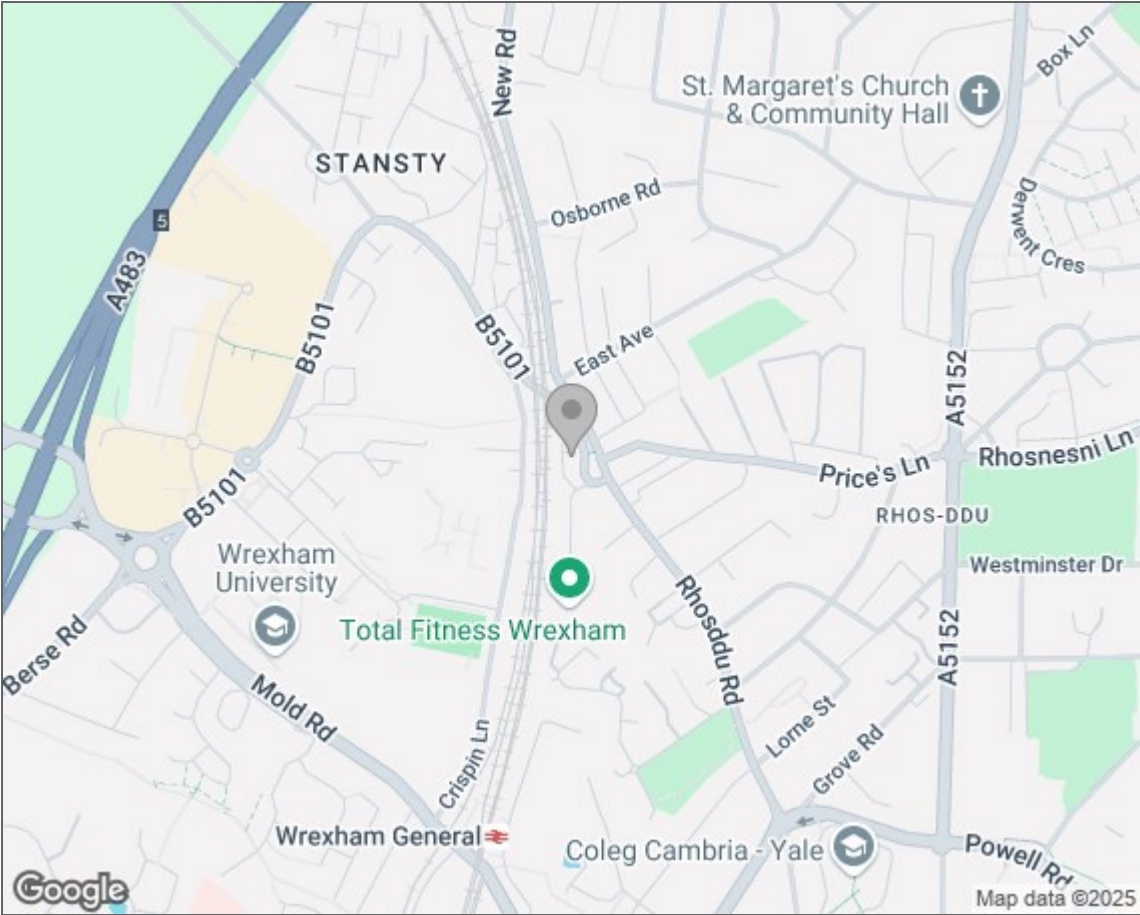 New Rd
Box Ln
St. Margaret's Church
& Community Hall
STANSTY
Osborne Rd
Derwent Cres
5
A483
B5101
B5101
East Ave
A5152
Price's Ln
Rhosnesni Ln
B5101
RHOS-DDU
Wrexham
University
Westminster Dr
Total Fitness Wrexham
Rhosddu Rd
Berse Rd
A5152
Mold Rd
Lorne St
Grove Rd
Crispin Ln
Wrexham General
Coleg Cambria - Yale
Powell Rd
Google
Map data ©2025